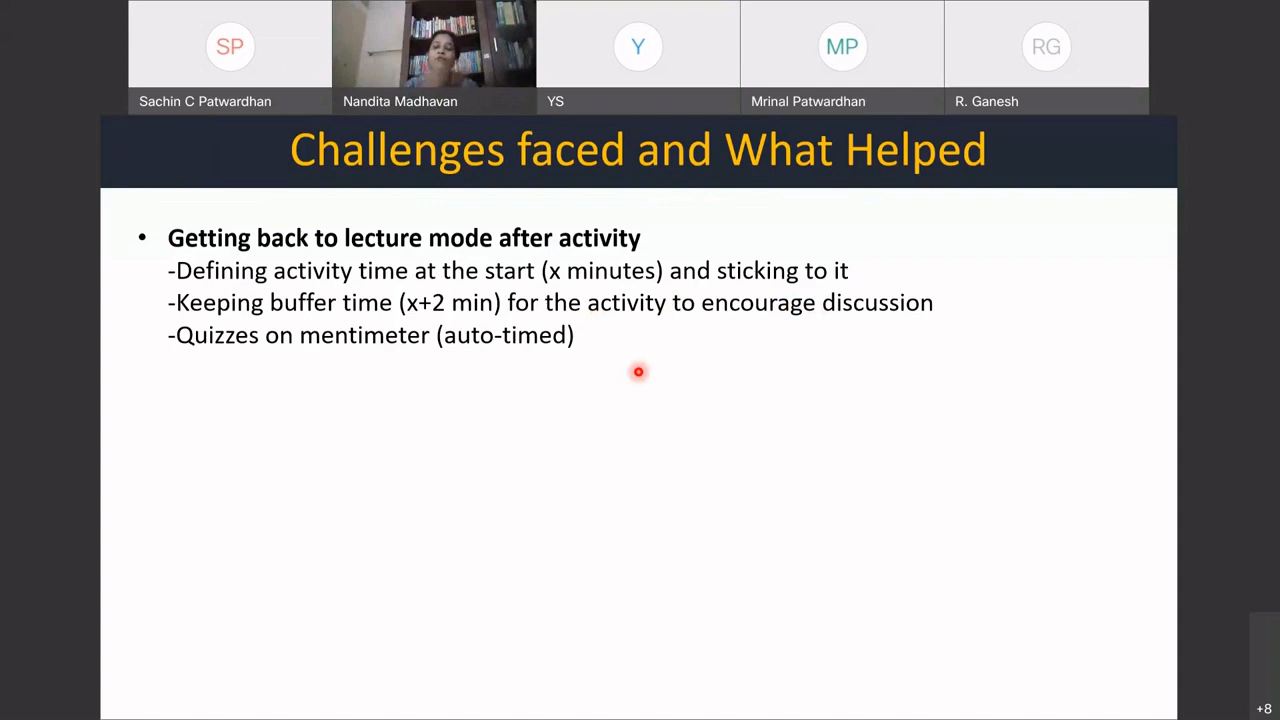 SP
Y
MP
RG
Sachin C Patwardhan
Nandita Madhavan
YS
Mrinal Patwardhan
R. Ganesh
Challenges faced and What Helped
• Getting back to lecture mode after activity
-Defining activity time at the start (x minutes) and sticking to it
-Keeping buffer time (x+2 min) for the activity to encourage discussion
-Quizzes on mentimeter (auto-timed)
+8